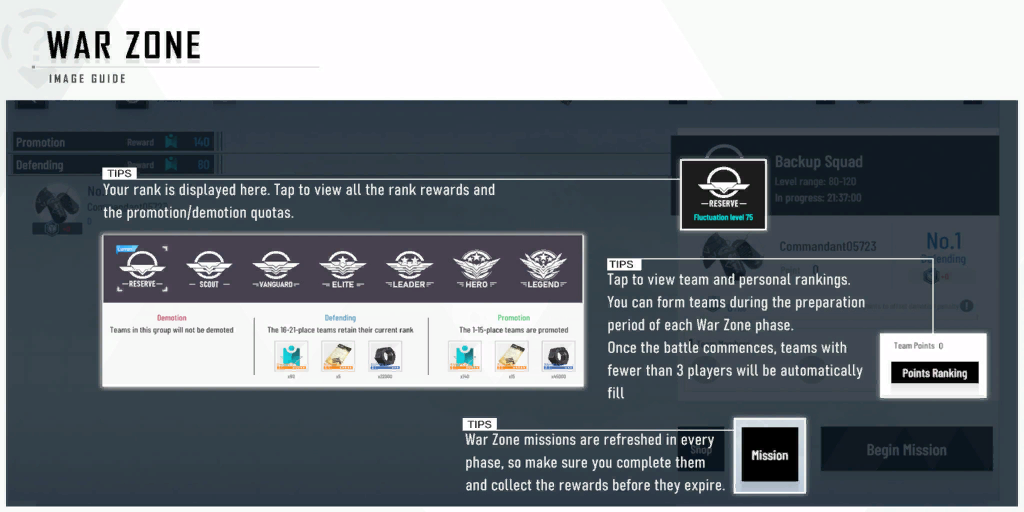 WAR ZONE
IMAGE GUIDE
Promotion Reward 140
Defending Reward 80
TIPS
Your rank is displayed here. Tap to view all the rank rewards and
the promotion/demotion quotas.
RESERVE
Fluctuation level 75
Backup Squad
Level range: 80-120
In progress: 21:37:00
Commandant05723
No.1
Defending
Current
RESERVE SCOUT VANGUARD ELITE LEADER HERO LEGEND
Demotion
Teams in this group will not be demoted
Defending
The 16-21-place teams retain their current rank
Promotion
The 1-15-place teams are promoted
TIPS
Tap to view team and personal rankings.
You can form teams during the preparation
period of each War Zone phase.
Once the battle commences, teams with
fewer than 3 players will be automatically
fill
Team Points 0
Points Ranking
TIPS
War Zone missions are refreshed in every
phase, so make sure you complete them
and collect the rewards before they expire.
Shop
Mission
Begin Mission